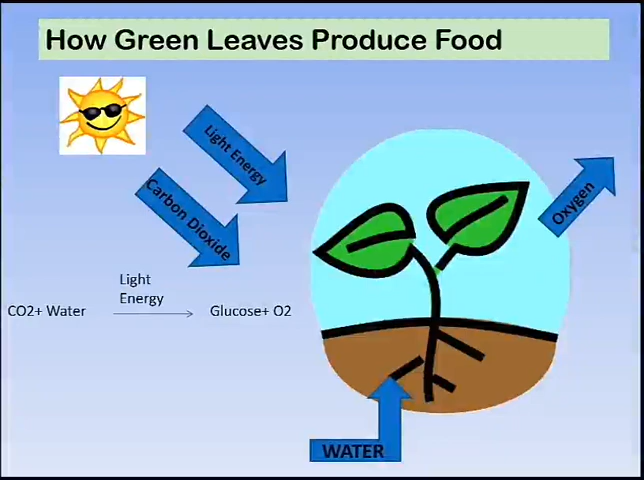 How Green Leaves Produce Food
Light Energy
Carbon Dioxide
Oxygen
Light
Energy
CO2+ Water
Glucose+ O2
WATER